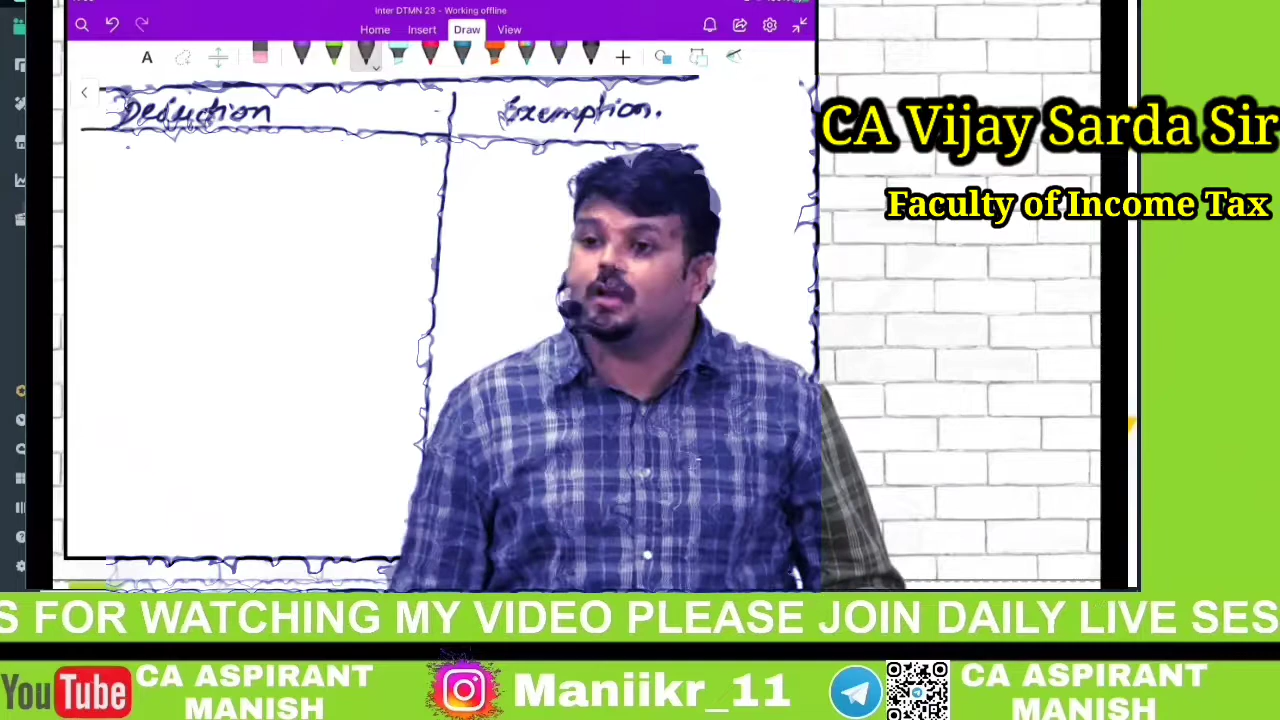 Inter DTMN 23 - Working offline
Home Insert Draw View
A
Deduction Exemption.
CA Vijay Sarda Sir
Faculty of Income Tax
S FOR WATCHING MY VIDEO PLEASE JOIN DAILY LIVE SES
YouTube CA ASPIRANT MANISH
Maniikr_11
CA ASPIRANT MANISH